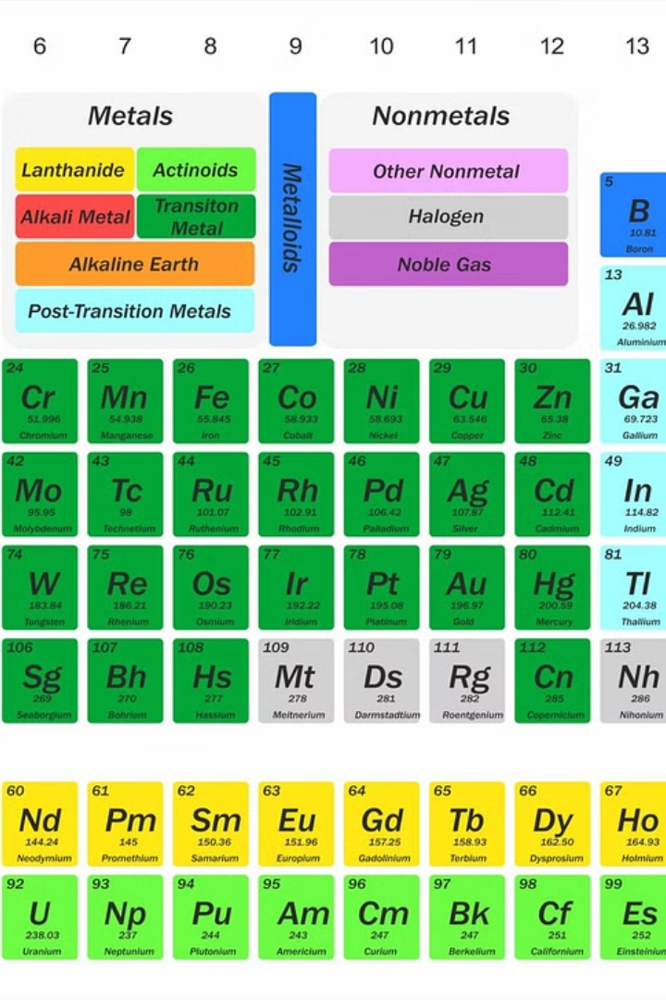 6 7 8 9 10 11 12 13
Metals
Nonmetals
Lanthanide Actinoids
Alkali Metal Transiton
Metal
Alkaline Earth
Post-Transition Metals
Metalloids
Other Nonmetal
Halogen
Noble Gas
5
B
10.81
Boron
13
Al
26.982
Aluminium
24 25 26 27 28 29 30 31
Cr Mn Fe Co Ni Cu Zn Ga
51.996 54.938 55.845 58.933 58.693 63.546 65.38 69.723
Chromium Manganese Iron Cobalt Nickel Copper Zinc Gallium
42 43 44 45 46 47 48 49
Mo Tc Ru Rh Pd Ag Cd In
95.95 98 101.07 102.91 106.42 107.87 112.41 114.82
Molybdenum Technetium Ruthenium Rhodium Palladium Silver Cadmium Indium
74 75 76 77 78 79 80 81
W Re Os Ir Pt Au Hg Tl
183.84 186.21 190.23 192.22 195.08 196.97 200.59 204.38
Tungsten Rhenium Osmium Iridium Platinum Gold Mercury Thallium
106 107 108 109 110 111 112 113
Sg Bh Hs Mt Ds Rg Cn Nh
269 270 277 278 281 282 285 286
Seaborgium Bohrium Hassium Meitnerium Darmstadtium Roentgenium Copernicium Nihonium
60 61 62 63 64 65 66 67
Nd Pm Sm Eu Gd Tb Dy Ho
144.24 145 150.36 151.96 157.25 158.93 162.50 164.93
Neodymium Promethium Samarium Europium Gadolinium Terbium Dysprosium Holmium
92 93 94 95 96 97 98 99
U Np Pu Am Cm Bk Cf Es
238.03 237 244 243 247 247 251 252
Uranium Neptunium Plutonium Americium Curium Berkelium Californium Einsteinium